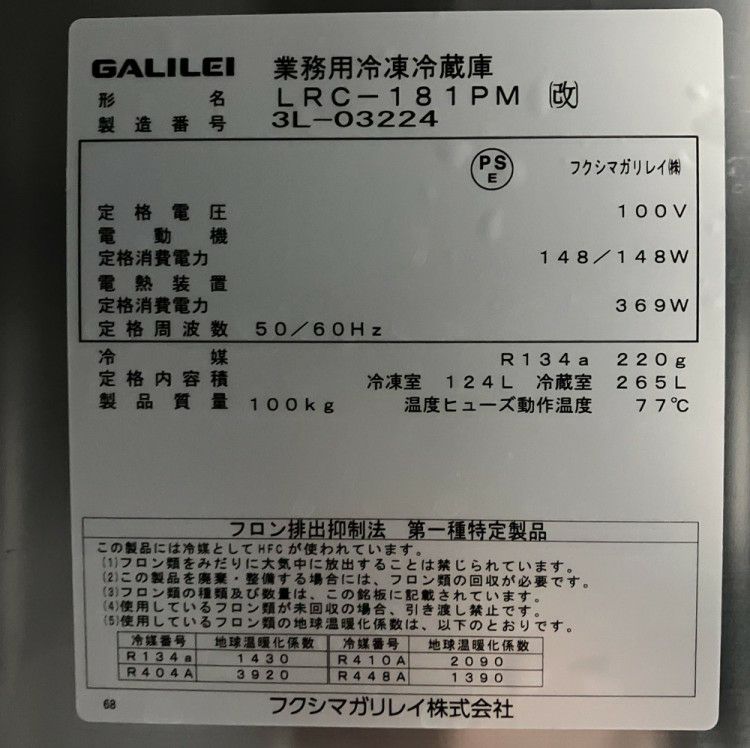 GALILEI 業務用冷凍冷蔵庫
形名 LRC-181PM (改)
製造番号 3L-03224
PSE フクシマガリレイ㈱
定格電圧 100V
電動機
定格消費電力 148/148W
電熱装置
定格消費電力 369W
定格周波数 50/60Hz
冷媒 R134a 220g
定格内容積 冷凍室 124L 冷蔵室 265L
製品質量 100kg 温度ヒューズ動作温度 77℃
フロン排出抑制法 第一種特定製品
この製品には冷媒としてHFCが使われています。
(1)フロン類をみだりに大気中に放出することは禁じられています。
(2)この製品を廃棄・整備する場合には、フロン類の回収が必要です。
(3)フロン類の種類及び数量は、この銘板に記載されています。
(4)使用しているフロン類が未回収の場合、引き渡し禁止です。
(5)使用しているフロン類の地球温暖化係数は、以下のとおりです。
冷媒番号 地球温暖化係数 冷媒番号 地球温暖化係数
R134a 1430 R410A 2090
R404A 3920 R448A 1390
68 フクシマガリレイ株式会社